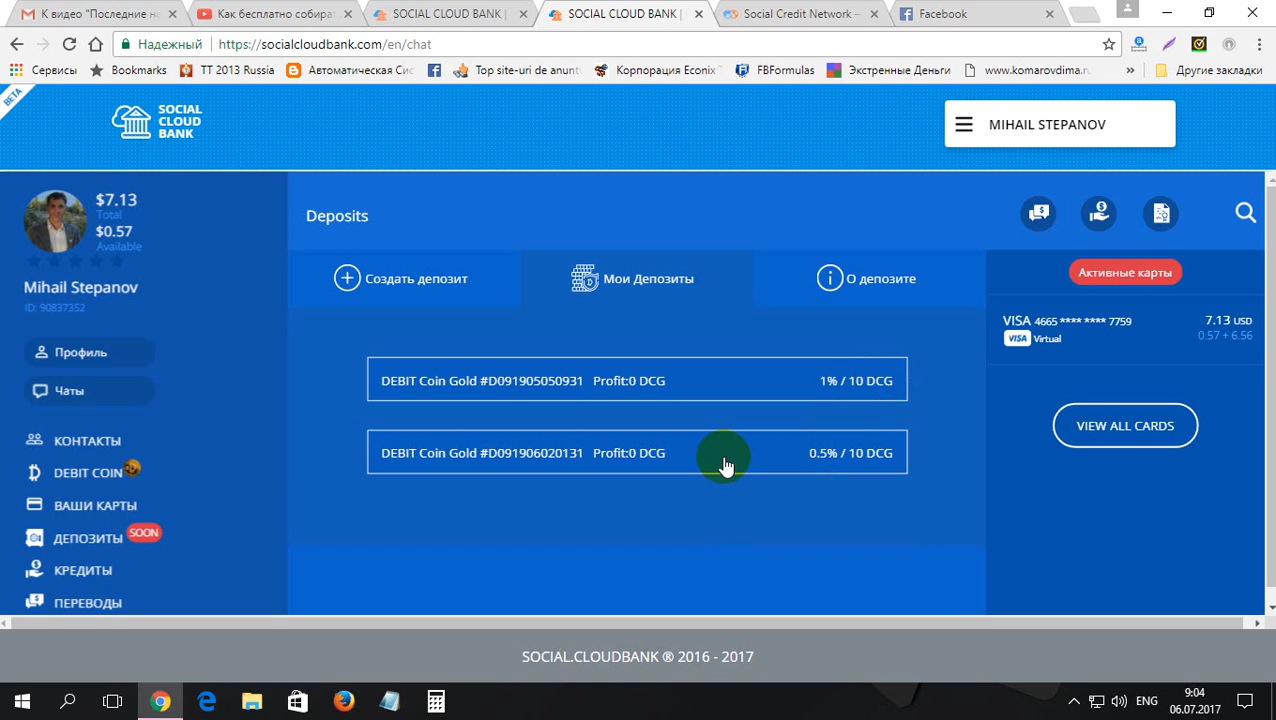 К видео "Последние не
Как бесплатно собира
SOCIAL CLOUD BANK |
SOCIAL CLOUD BANK |
Social Credit Network –
Facebook
Надежный
https://socialcloudbank.com/en/chat
Сервисы
Bookmarks
TT 2013 Russia
Автоматическая Сис
Top site-uri de anunț
Корпорация Econix
FBFormulas
Экстренные Деньги
www.komarovdima.r
»
Другие закладки
BETA
SOCIAL
CLOUD
BANK
MIHAIL STEPANOV
$7.13
Total
$0.57
Available
Mihail Stepanov
ID: 90837352
Профиль
Чаты
КОНТАКТЫ
DEBIT COIN
ВАШИ КАРТЫ
ДЕПОЗИТЫ SOON
КРЕДИТЫ
ПЕРЕВОДЫ
Deposits
Создать депозит
Мои Депозиты
О депозите
DEBIT Coin Gold #D091905050931 Profit:0 DCG 1% / 10 DCG
DEBIT Coin Gold #D091906020131 Profit:0 DCG 0.5% / 10 DCG
Активные карты
VISA 4665 **** **** 7759 7.13 USD
VISA Virtual 0.57 + 6.56
VIEW ALL CARDS
SOCIAL.CLOUDBANK ® 2016 - 2017
ENG
9:04
06.07.2017